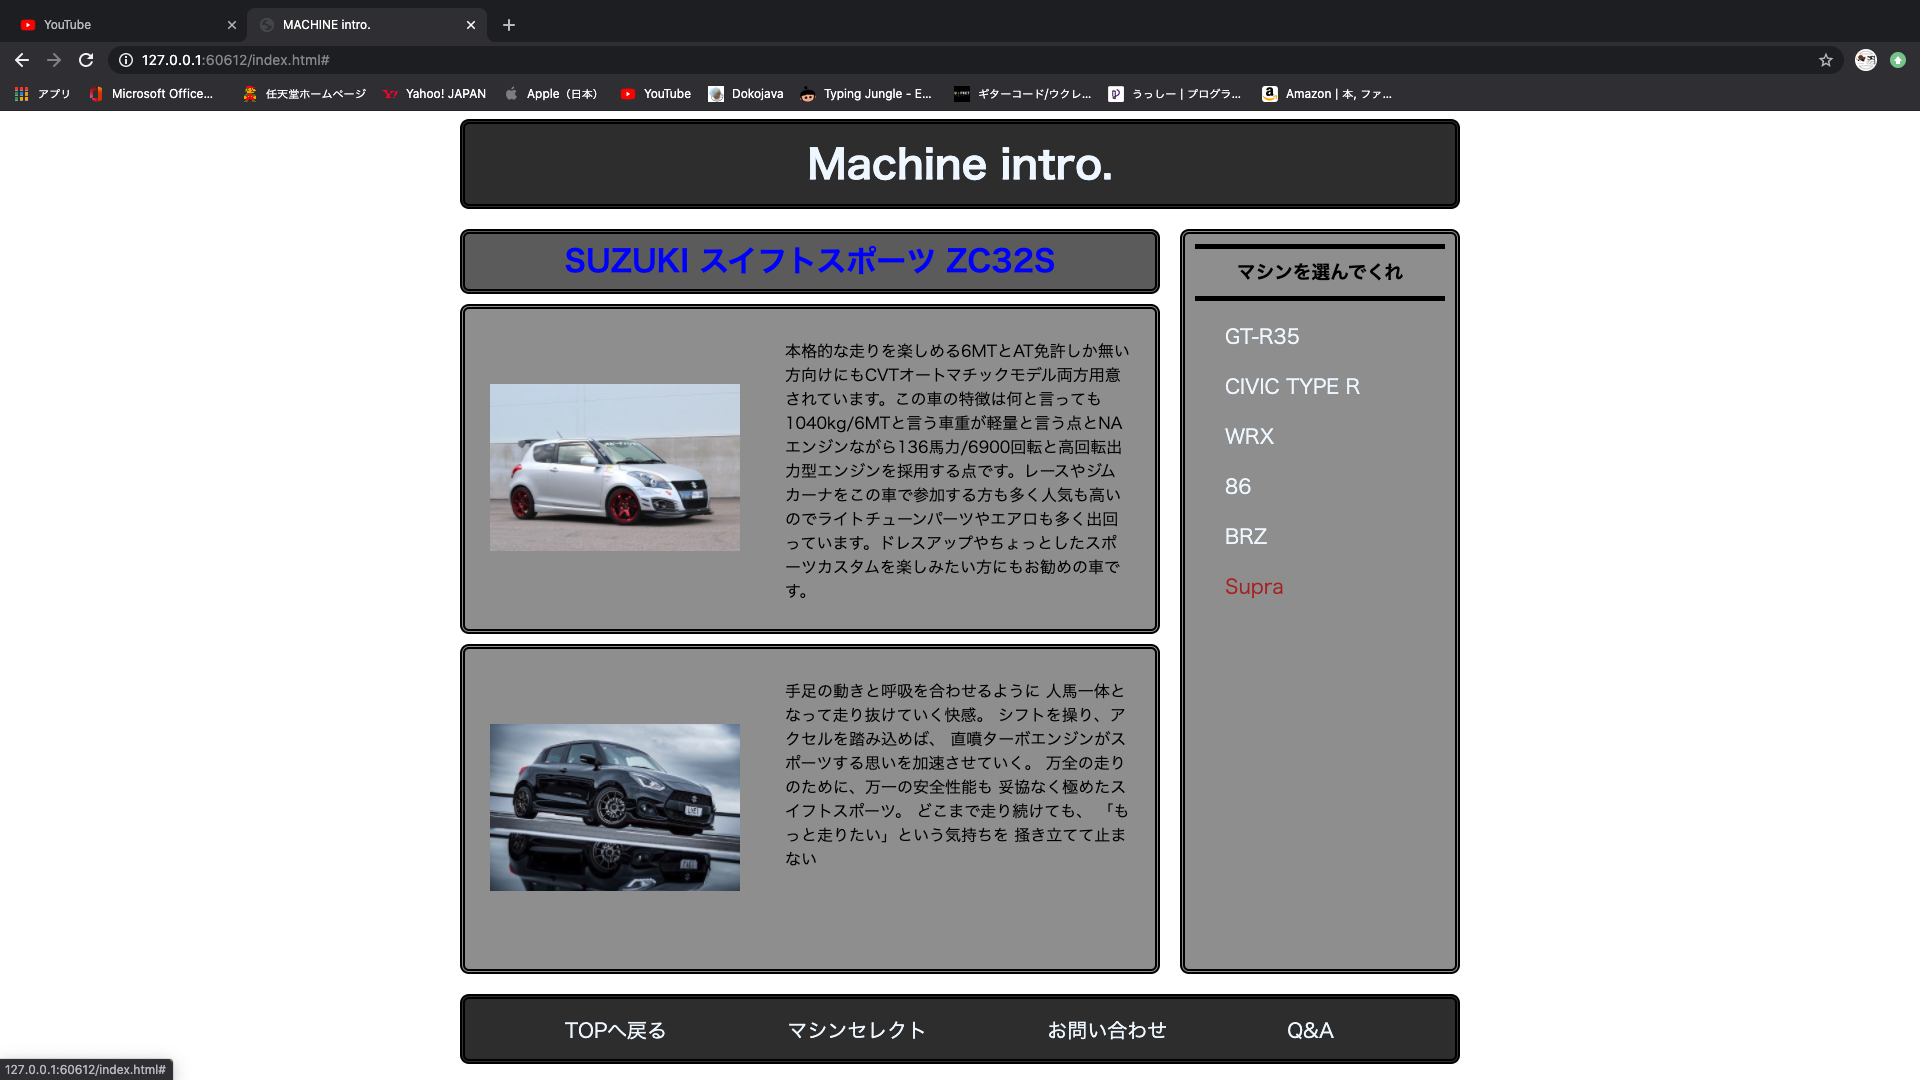 YouTube
MACHINE intro.
127.0.0.1:60612/index.html#
アプリ
Microsoft Office...
任天堂ホームページ
Yahoo! JAPAN
Apple（日本）
YouTube
Dokojava
Typing Jungle - E...
ギターコード/ウクレ...
うっしー | プログラ...
Amazon | 本, ファ...
Machine intro.
SUZUKI スイフトスポーツ ZC32S
本格的な走りを楽しめる6MTとAT免許しか無い
方向けにもCVTオートマチックモデル両方用意
されています。この車の特徴は何と言っても
1040kg/6MTと言う車重が軽量と言う点とNA
エンジンながら136馬力/6900回転と高回転出
力型エンジンを採用する点です。レースやジム
カーナをこの車で参加する方も多く人気も高い
のでライトチューンパーツやエアロも多く出回
っています。ドレスアップやちょっとしたスポ
ーツカスタムを楽しみたい方にもお勧めの車で
す。
手足の動きと呼吸を合わせるように 人馬一体と
なって走り抜けていく快感。 シフトを操り、ア
クセルを踏み込めば、 直噴ターボエンジンがス
ポーツする思いを加速させていく。 万全の走り
のために、万一の安全性能も 妥協なく極めたス
イフトスポーツ。 どこまで走り続けても、 「も
っと走りたい」という気持ちを 掻き立てて止ま
ない
マシンを選んでくれ
GT-R35
CIVIC TYPE R
WRX
86
BRZ
Supra
TOPへ戻る
マシンセレクト
お問い合わせ
Q&A
127.0.0.1:60612/index.html#